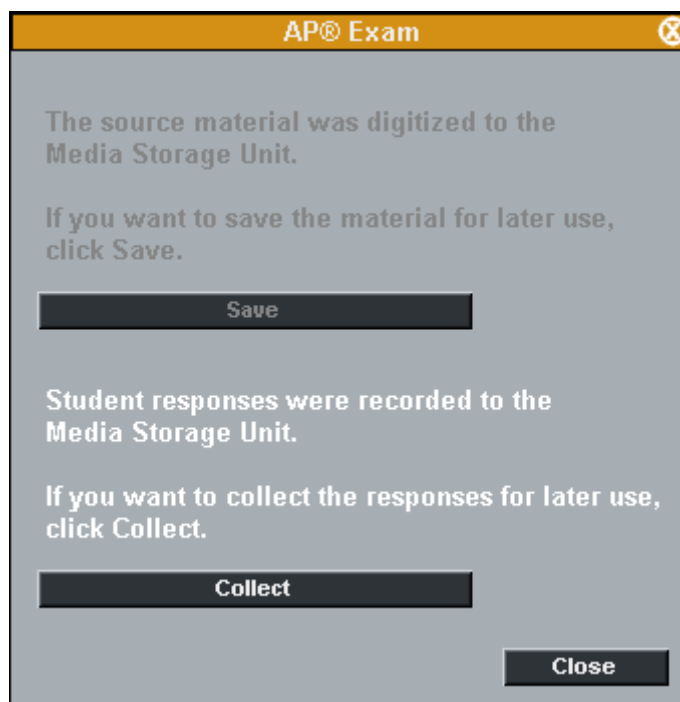 AP® Exam
The source material was digitized to the
Media Storage Unit.
If you want to save the material for later use,
click Save.
Save
Student responses were recorded to the
Media Storage Unit.
If you want to collect the responses for later use,
click Collect.
Collect
Close